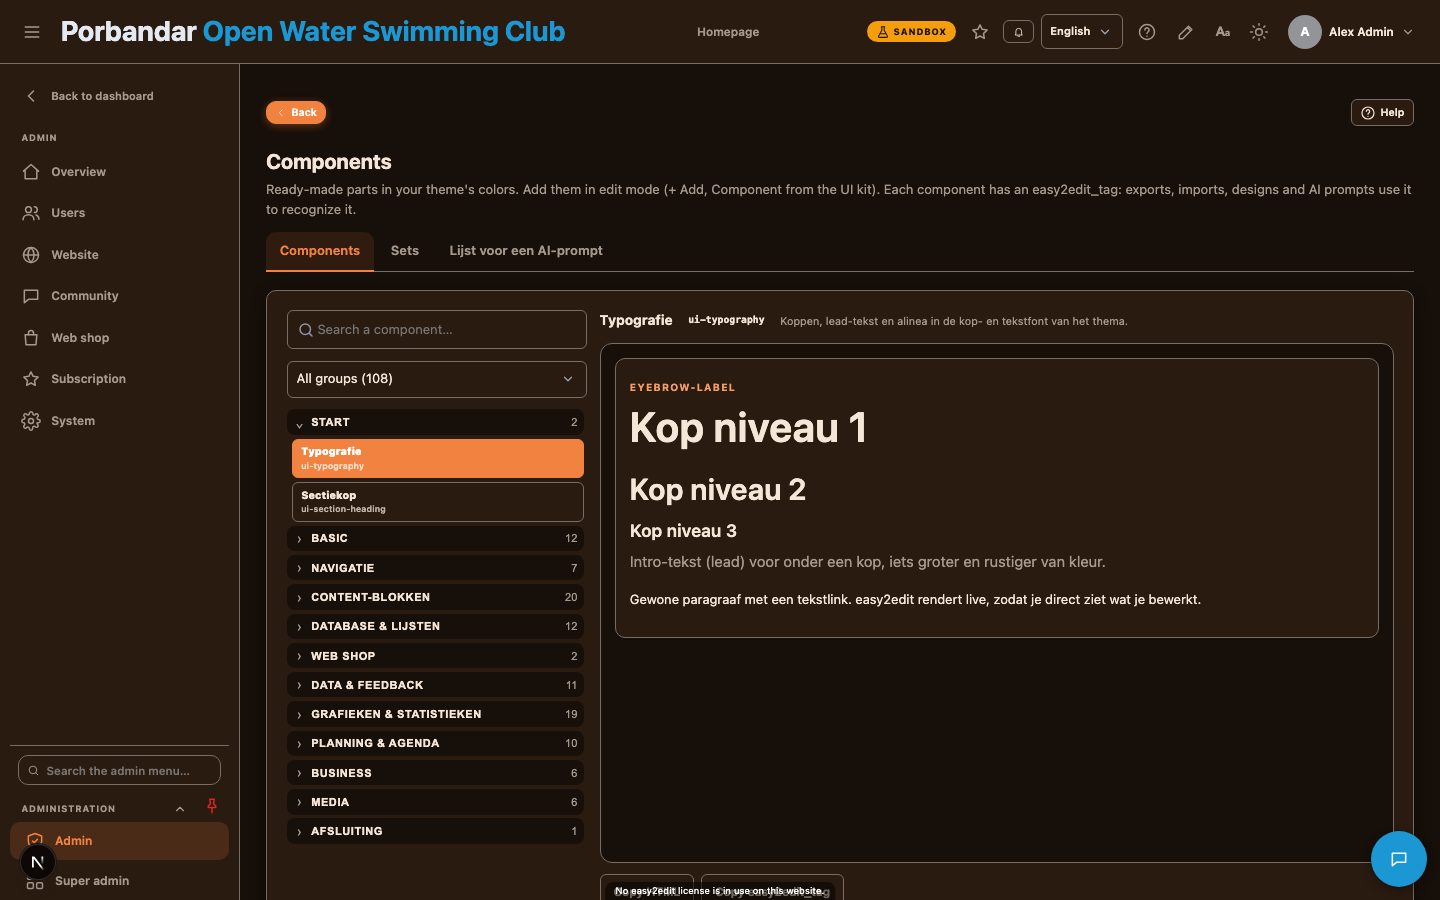 Porbandar Open Water Swimming Club
Homepage
SANDBOX
English
Aa
A
Alex Admin
Back to dashboard
ADMIN
Overview
Users
Website
Community
Web shop
Subscription
System
Search the admin menu...
ADMINISTRATION
Admin
N
Super admin
Back
Help
Components
Ready-made parts in your theme's colors. Add them in edit mode (+ Add, Component from the UI kit). Each component has an easy2edit_tag: exports, imports, designs and AI prompts use it
to recognize it.
Components
Sets
Lijst voor een AI-prompt
Search a component...
All groups (108)
START 2
Typografie
ui-typography
Sectiekop
ui-section-heading
BASIC 12
NAVIGATIE 7
CONTENT-BLOKKEN 20
DATABASE & LIJSTEN 12
WEB SHOP 2
DATA & FEEDBACK 11
GRAFIEKEN & STATISTIEKEN 19
PLANNING & AGENDA 10
BUSINESS 6
MEDIA 6
AFSLUITING 1
Typografie ui-typography Koppen, lead-tekst en alinea in de kop- en tekstfont van het thema.
EYEBROW-LABEL
Kop niveau 1
Kop niveau 2
Kop niveau 3
Intro-tekst (lead) voor onder een kop, iets groter en rustiger van kleur.
Gewone paragraaf met een tekstlink. easy2edit rendert live, zodat je direct ziet wat je bewerkt.
No easy2edit license is in use on this website.